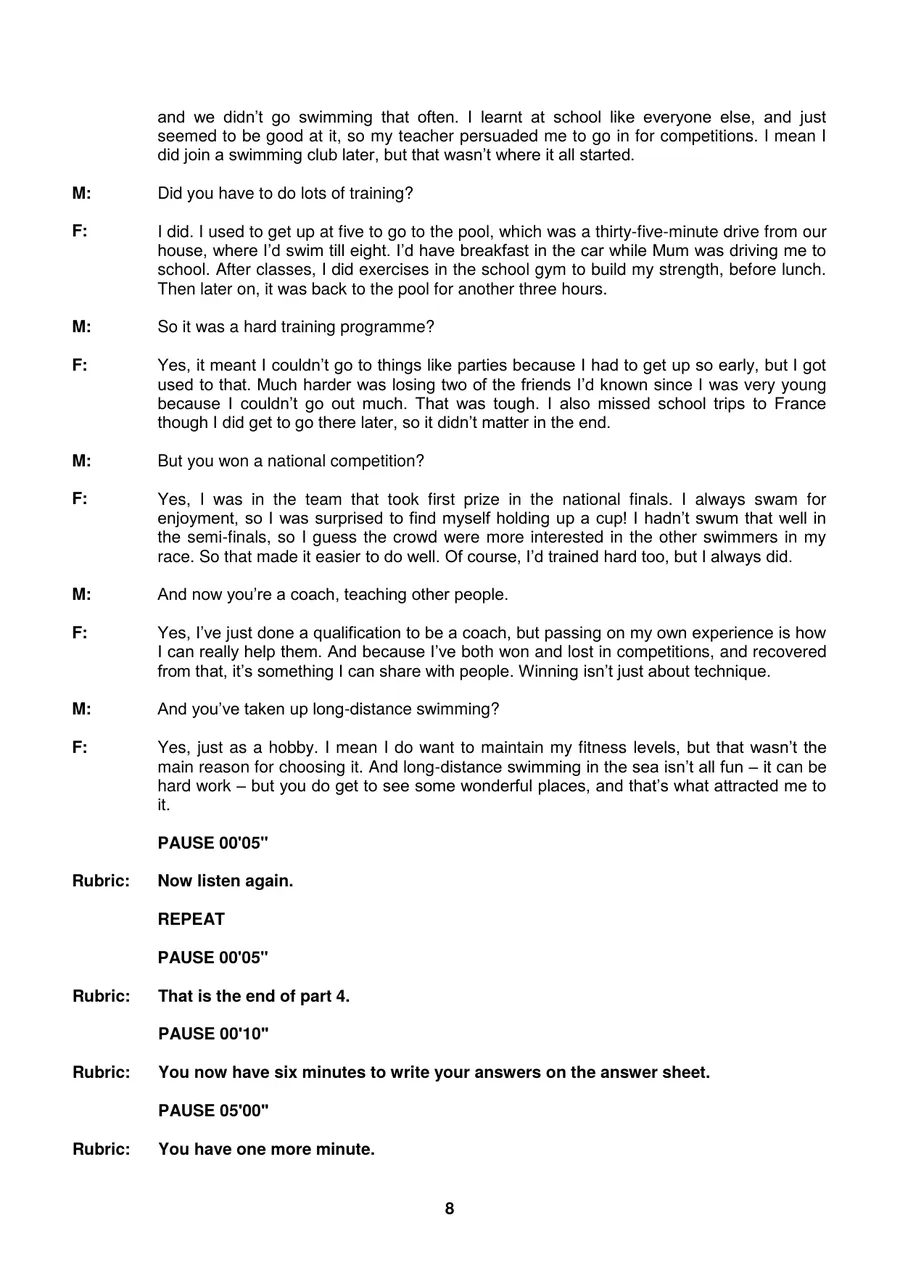 and we didn’t go swimming that often. I learnt at school like everyone else, and just
seemed to be good at it, so my teacher persuaded me to go in for competitions. I mean I
did join a swimming club later, but that wasn’t where it all started.
M: Did you have to do lots of training?
F: I did. I used to get up at five to go to the pool, which was a thirty-five-minute drive from our
house, where I’d swim till eight. I’d have breakfast in the car while Mum was driving me to
school. After classes, I did exercises in the school gym to build my strength, before lunch.
Then later on, it was back to the pool for another three hours.
M: So it was a hard training programme?
F: Yes, it meant I couldn’t go to things like parties because I had to get up so early, but I got
used to that. Much harder was losing two of the friends I’d known since I was very young
because I couldn’t go out much. That was tough. I also missed school trips to France
though I did get to go there later, so it didn’t matter in the end.
M: But you won a national competition?
F: Yes, I was in the team that took first prize in the national finals. I always swam for
enjoyment, so I was surprised to find myself holding up a cup! I hadn’t swum that well in
the semi-finals, so I guess the crowd were more interested in the other swimmers in my
race. So that made it easier to do well. Of course, I’d trained hard too, but I always did.
M: And now you’re a coach, teaching other people.
F: Yes, I’ve just done a qualification to be a coach, but passing on my own experience is how
I can really help them. And because I’ve both won and lost in competitions, and recovered
from that, it’s something I can share with people. Winning isn’t just about technique.
M: And you’ve taken up long-distance swimming?
F: Yes, just as a hobby. I mean I do want to maintain my fitness levels, but that wasn’t the
main reason for choosing it. And long-distance swimming in the sea isn’t all fun – it can be
hard work – but you do get to see some wonderful places, and that’s what attracted me to
it.
PAUSE 00'05"
Rubric: Now listen again.
REPEAT
PAUSE 00'05"
Rubric: That is the end of part 4.
PAUSE 00'10"
Rubric: You now have six minutes to write your answers on the answer sheet.
PAUSE 05'00"
Rubric: You have one more minute.
8